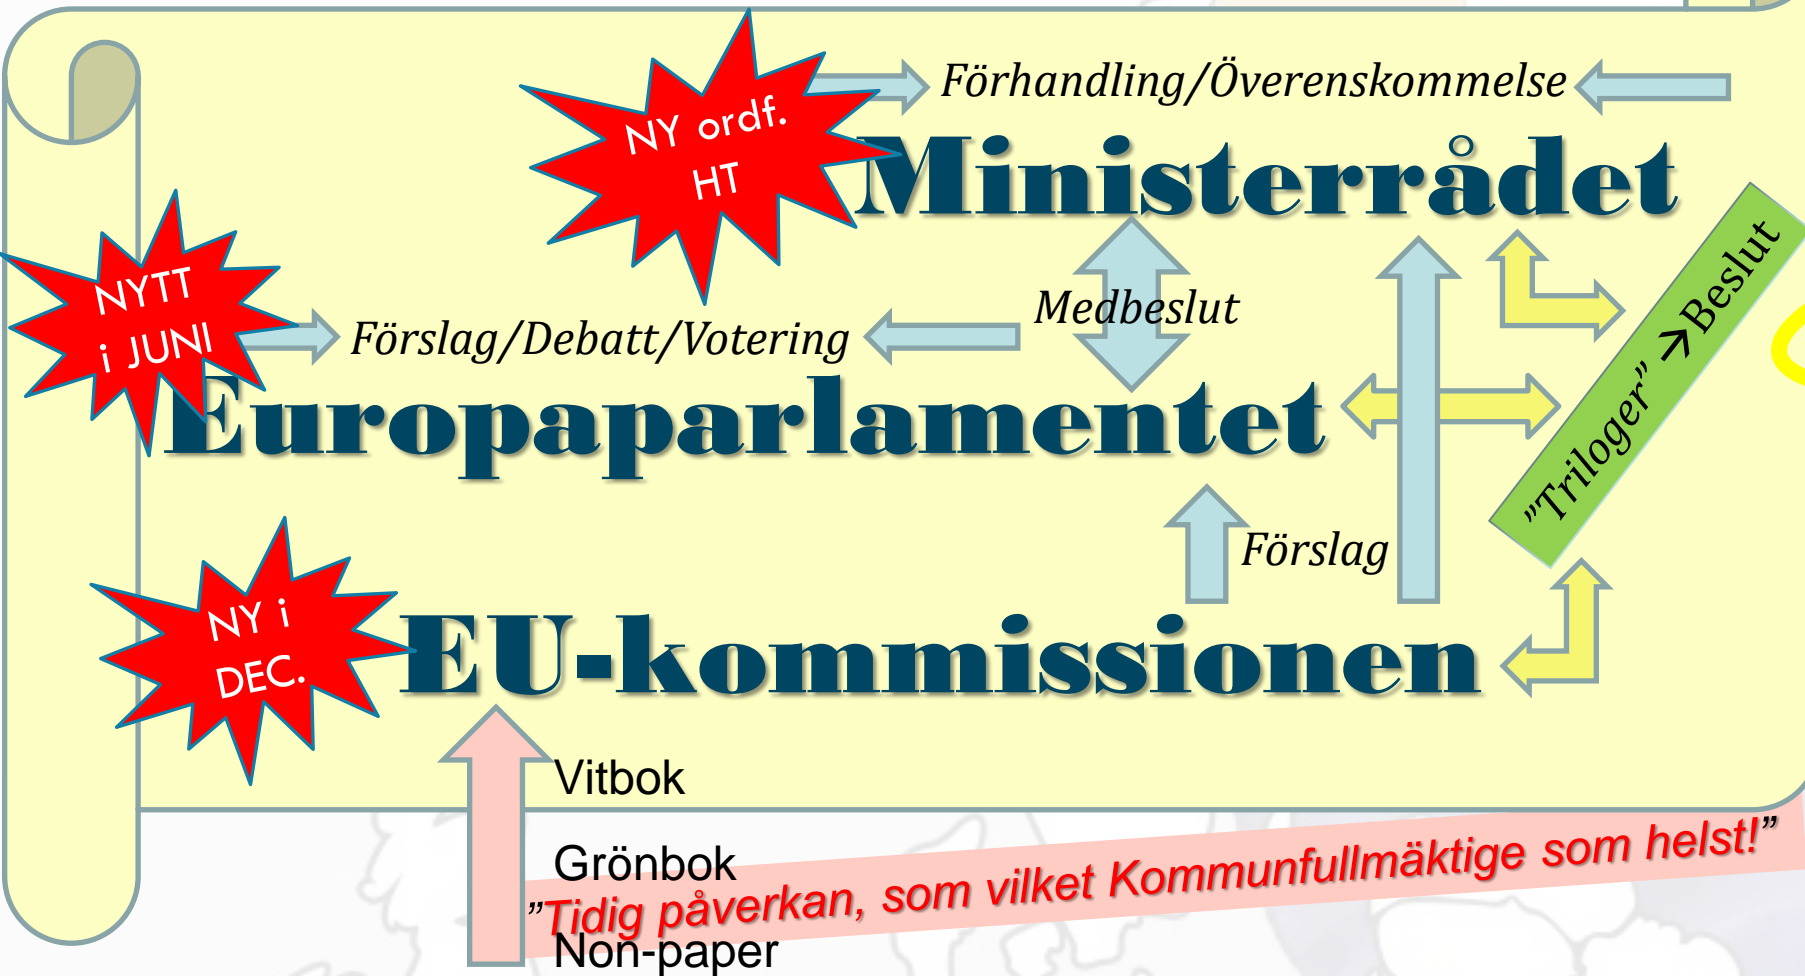 Förhandling/Överenskommelse
NY ordf.
HT
Ministerrådet
NYTT
i JUNI
Medbeslut
Förslag/Debatt/Votering
Europaparlamentet
”Triloger” →Beslut
Förslag
NY i
DEC.
EU-kommissionen
Vitbok
Grönbok
”Tidig påverkan, som vilket Kommunfullmäktige som helst!”
Non-paper